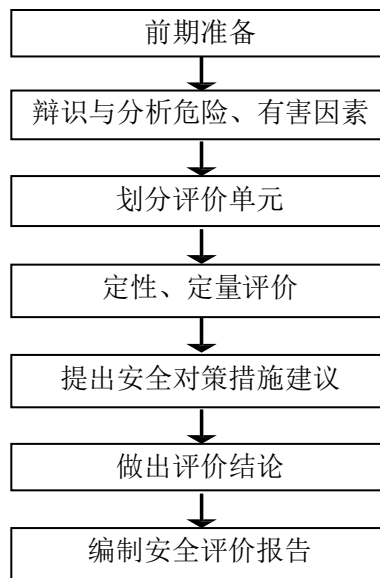 前期准备
辩识与分析危险、有害因素
划分评价单元
定性、定量评价
提出安全对策措施建议
做出评价结论
编制安全评价报告